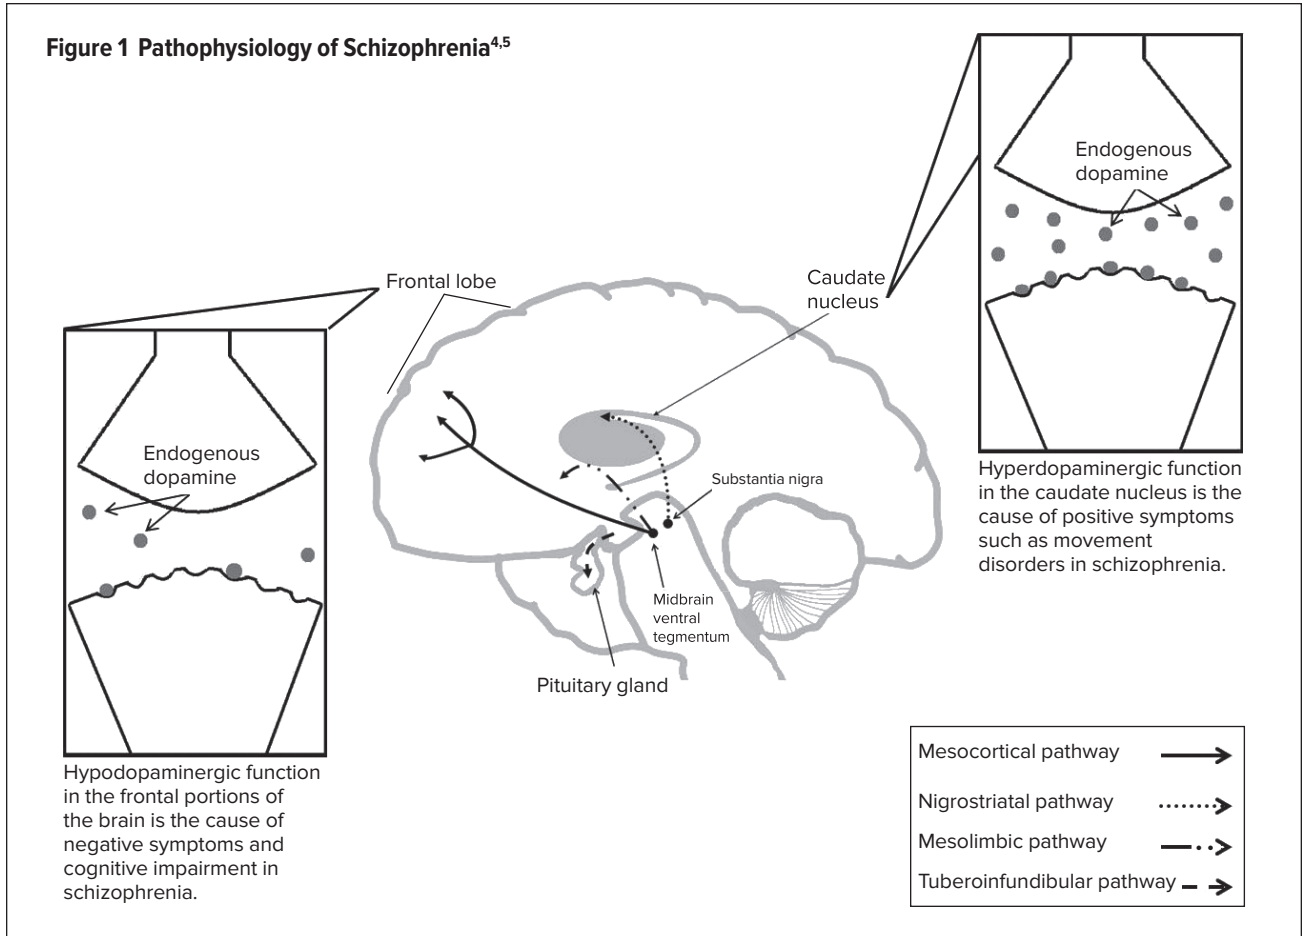 Figure 1 Pathophysiology of Schizophrenia4,5
Endogenous
dopamine
Hyperdopaminergic function
in the caudate nucleus is the
cause of positive symptoms
such as movement
disorders in schizophrenia.
Frontal lobe
Caudate
nucleus
Substantia nigra
Midbrain
ventral
tegmentum
Pituitary gland
Endogenous
dopamine
Hypodopaminergic function
in the frontal portions of
the brain is the cause of
negative symptoms and
cognitive impairment in
schizophrenia.
Mesocortical pathway
Nigrostriatal pathway
Mesolimbic pathway
Tuberoinfundibular pathway